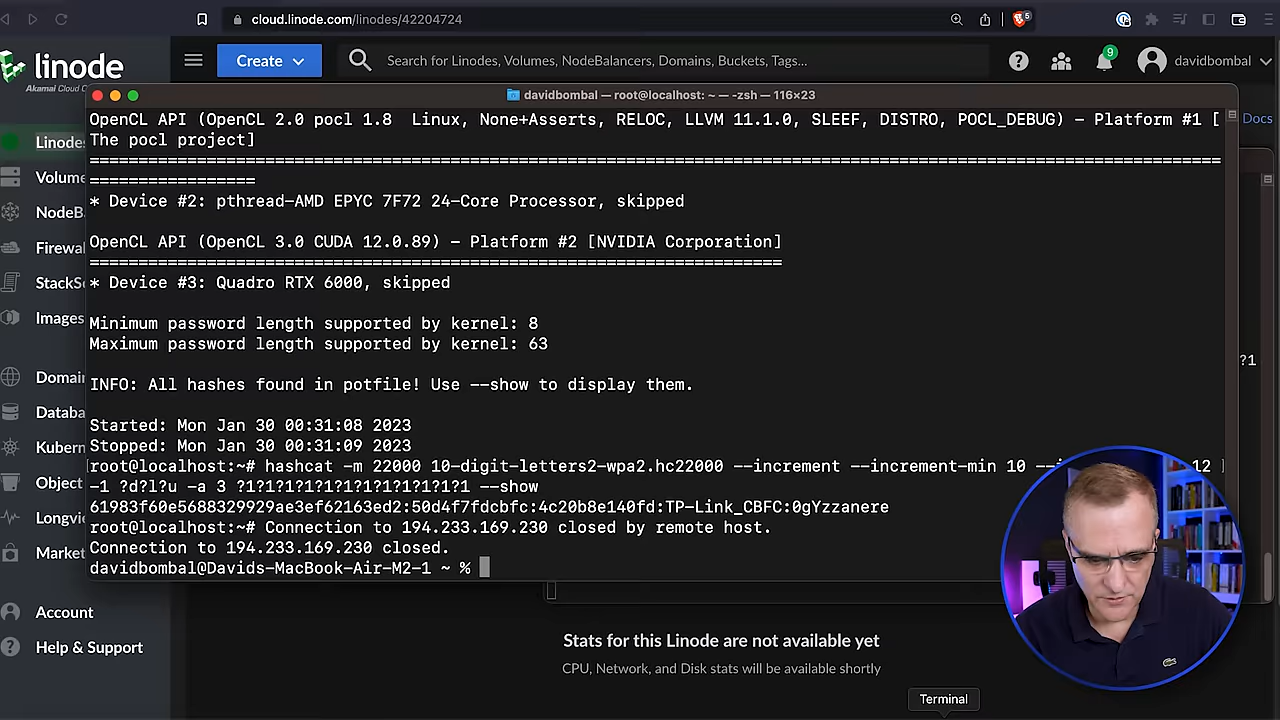 cloud.linode.com/linodes/42204724
5
linode
Akamai Cloud C
Create
Search for Linodes, Volumes, NodeBalancers, Domains, Buckets, Tags...
9
davidbombal
davidbombal — root@localhost: ~ — -zsh — 116×23
Docs
Linodes
Volume
NodeB
Firewa
StackS
Images
Domai
Databa
Kubern
Object
Longvi
Market
Account
Help & Support
OpenCL API (OpenCL 2.0 pocl 1.8  Linux, None+Asserts, RELOC, LLVM 11.1.0, SLEEF, DISTRO, POCL_DEBUG) - Platform #1 [
The pocl project]
====================================================================================================================
=================
* Device #2: pthread-AMD EPYC 7F72 24-Core Processor, skipped
OpenCL API (OpenCL 3.0 CUDA 12.0.89) - Platform #2 [NVIDIA Corporation]
=======================================================================
* Device #3: Quadro RTX 6000, skipped
Minimum password length supported by kernel: 8
Maximum password length supported by kernel: 63
?1
INFO: All hashes found in potfile! Use --show to display them.
Started: Mon Jan 30 00:31:08 2023
Stopped: Mon Jan 30 00:31:09 2023
[root@localhost:~# hashcat -m 22000 10-digit-letters2-wpa2.hc22000 --increment --increment-min 10 --i 12 ]
-1 ?d?l?u -a 3 ?1?1?1?1?1?1?1?1?1?1?1?1 --show
61983f60e5688329929ae3ef62163ed2:50d4f7fdcbfc:4c20b8e140fd:TP-Link_CBFC:0gYzzanere
root@localhost:~# Connection to 194.233.169.230 closed by remote host.
Connection to 194.233.169.230 closed.
davidbombal@Davids-MacBook-Air-M2-1 ~ %
Stats for this Linode are not available yet
CPU, Network, and Disk stats will be available shortly
Terminal